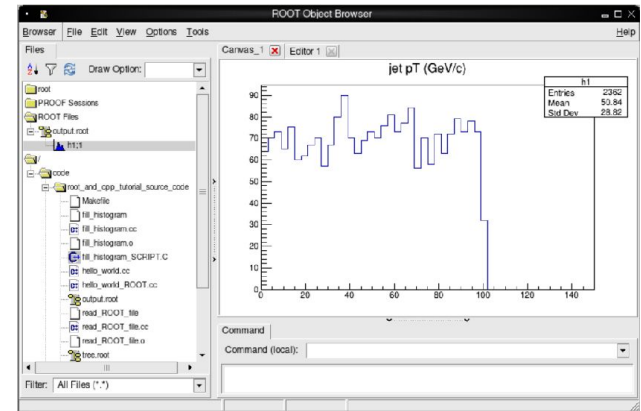 ROOT Object Browser
Browser File Edit View Options Tools Help
Files
Draw Option:
root
PROOF Sessions
ROOT Files
output.root
h1;1
/
code
root_and_cpp_tutorial_source_code
Makefile
fill_histogram
fill_histogram.cc
fill_histogram.o
fill_histogram_SCRIPT.C
hello_world.cc
hello_world_ROOT.cc
output.root
read_ROOT_file
read_ROOT_file.cc
read_ROOT_file.o
tree.root
Filter: All Files (*.*)
Canvas_1 Editor 1
jet pT (GeV/c)
h1
Entries 2362
Mean 50.84
Std Dev 28.82
90
80
70
60
50
40
30
20
10
0
0 20 40 60 80 100 120 140
Command
Command (local):